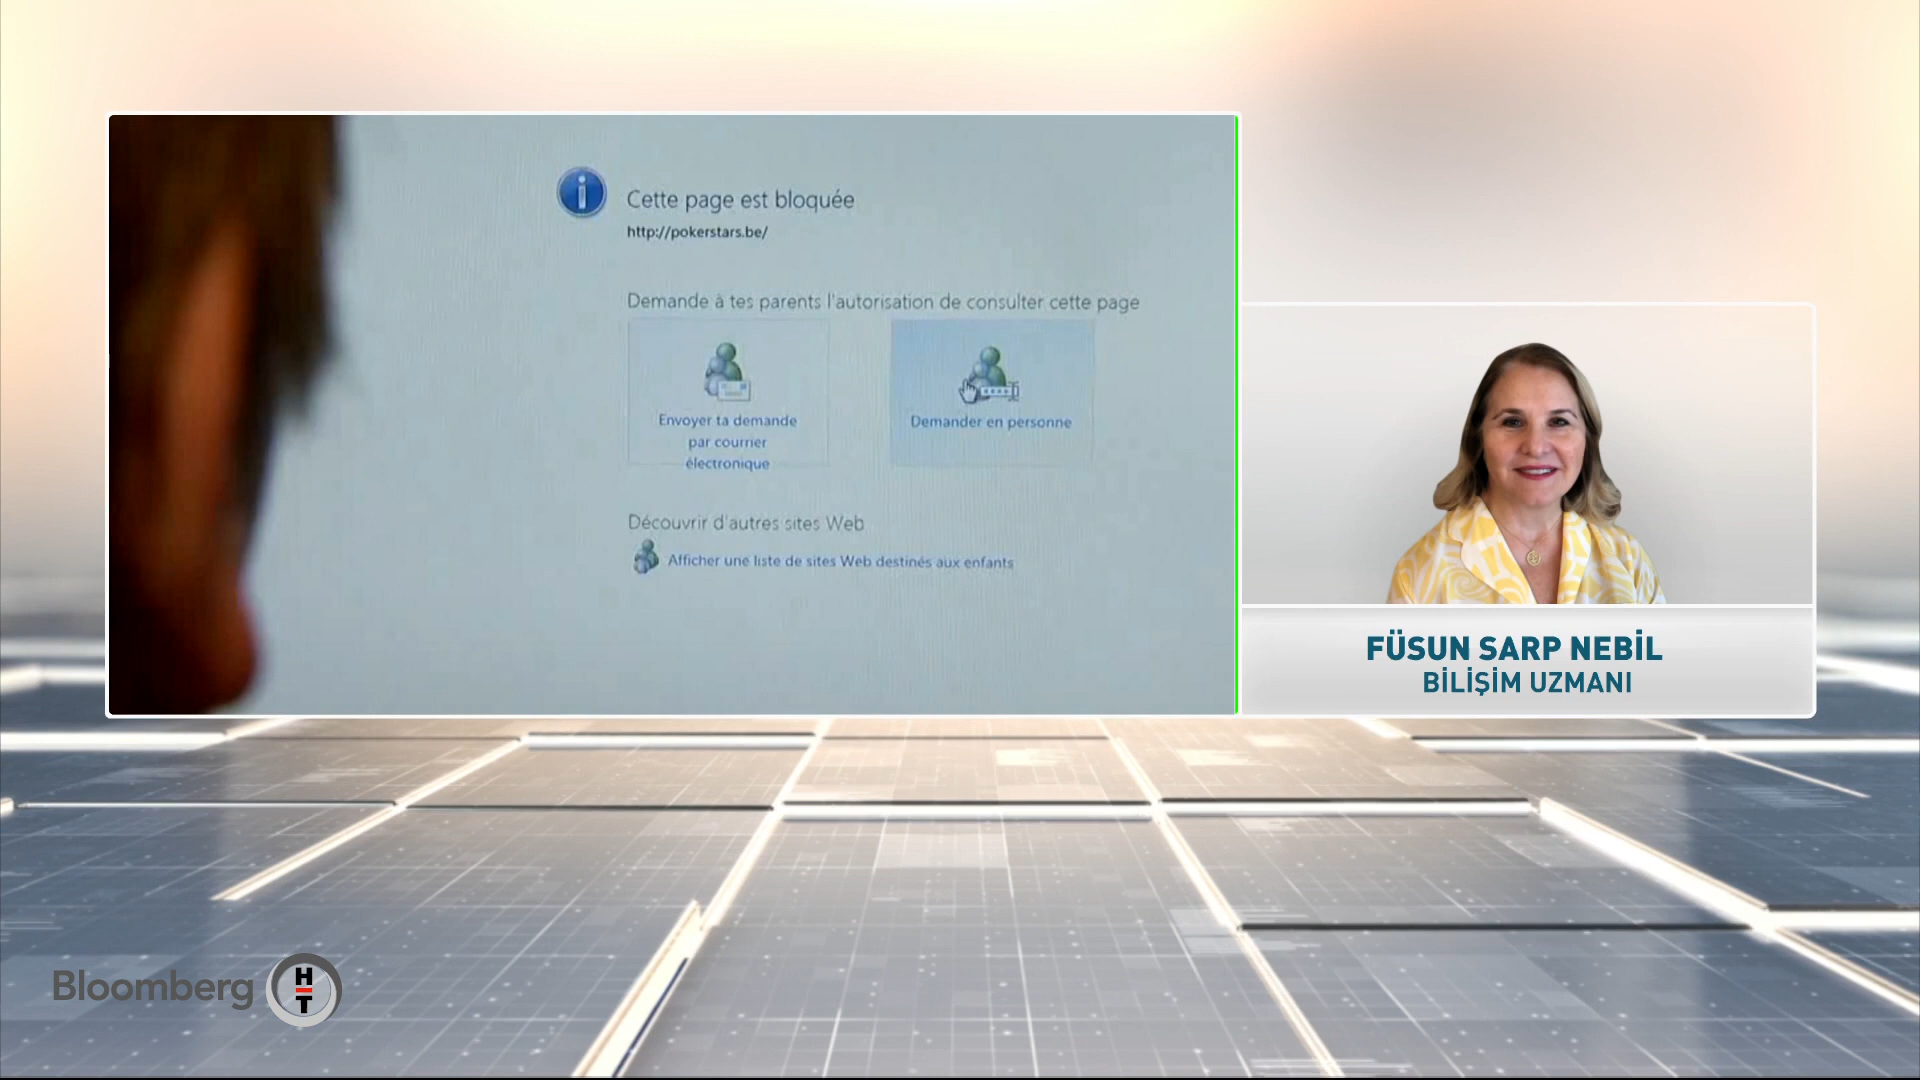 Cette page est bloquée
http://pokerstars.be/
Demande à tes parents l'autorisation de consulter cette page
Envoyer ta demande
par courrier
électronique
Demander en personne
Découvrir d'autres sites Web
Afficher une liste de sites Web destinés aux enfants
FÜSUN SARP NEBİL
BİLİŞİM UZMANI
Bloomberg HT